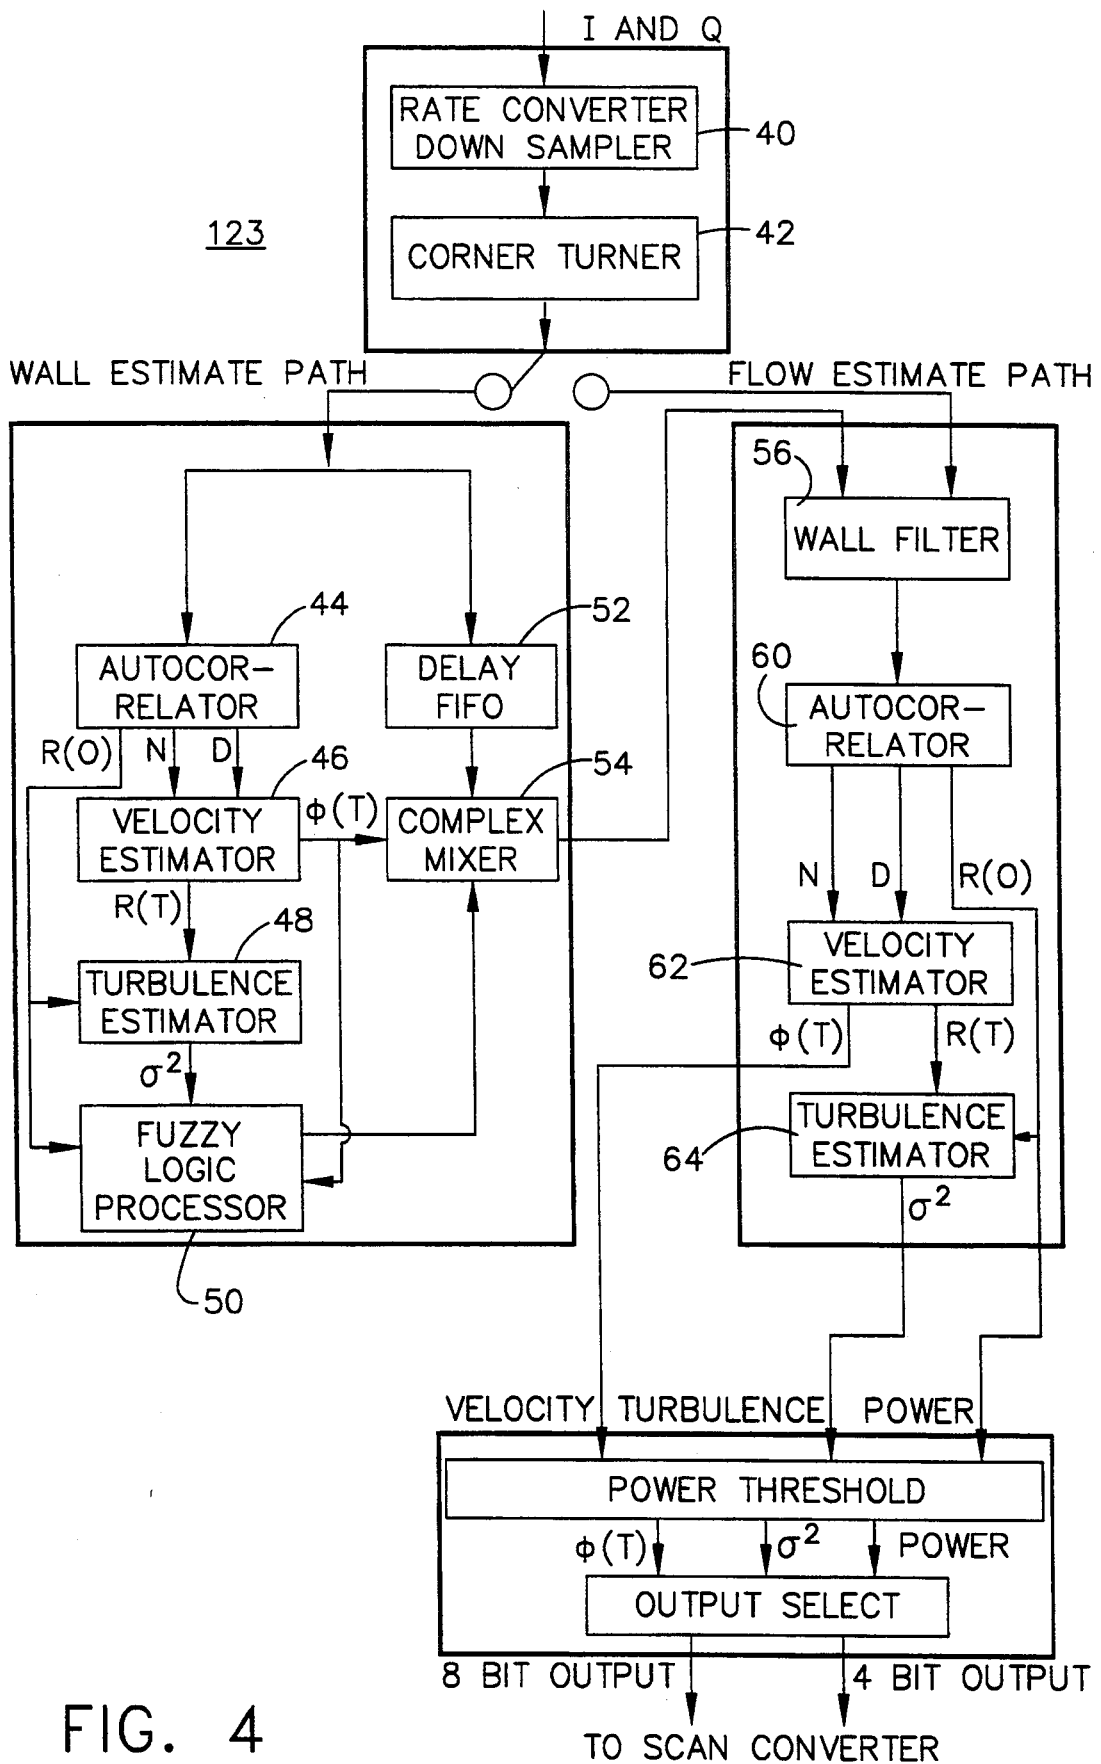 I AND Q
RATE CONVERTER
DOWN SAMPLER
40
123
CORNER TURNER
42
WALL ESTIMATE PATH
FLOW ESTIMATE PATH
56
WALL FILTER
44
52
AUTOCOR-
RELATOR
DELAY
FIFO
60
AUTOCOR-
RELATOR
R(O)
N
D
46
54
VELOCITY
ESTIMATOR
Φ(T)
COMPLEX
MIXER
N
D
R(O)
R(T)
48
TURBULENCE
ESTIMATOR
62
VELOCITY
ESTIMATOR
σ²
Φ(T)
R(T)
FUZZY
LOGIC
PROCESSOR
64
TURBULENCE
ESTIMATOR
σ²
50
VELOCITY TURBULENCE POWER
POWER THRESHOLD
Φ(T)
σ²
POWER
OUTPUT SELECT
8 BIT OUTPUT
4 BIT OUTPUT
FIG. 4
TO SCAN CONVERTER